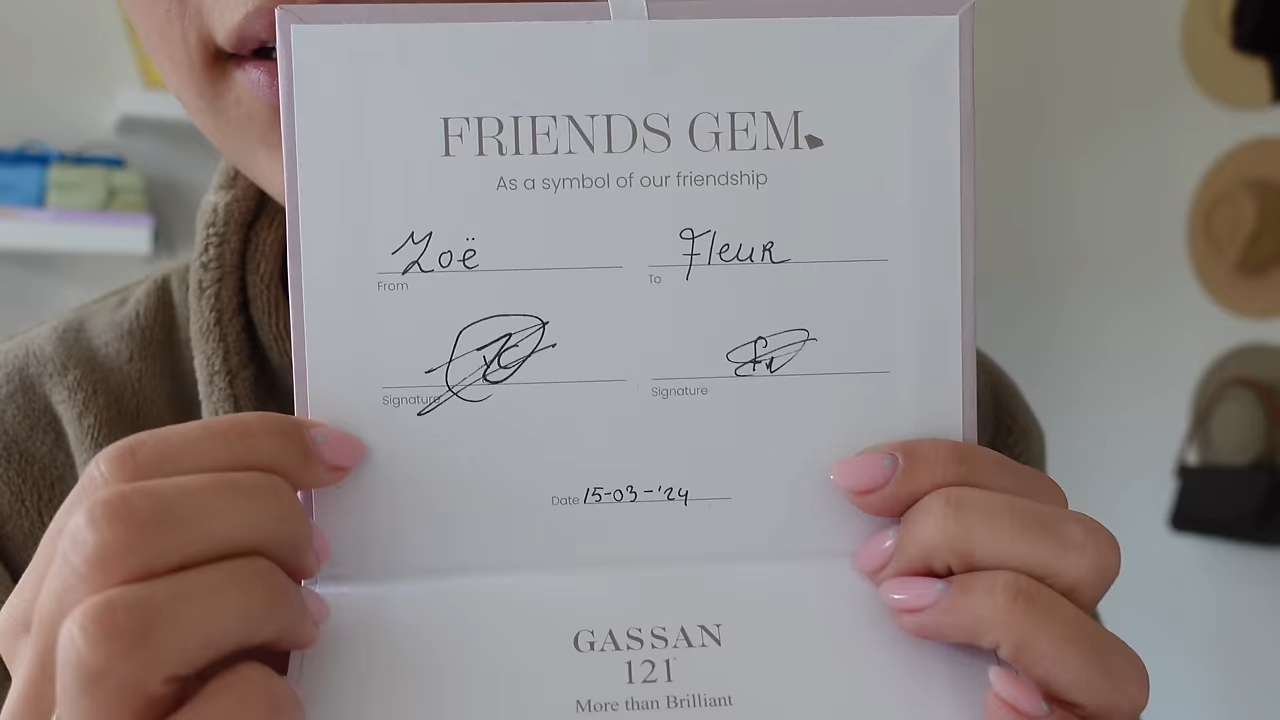 FRIENDS GEM
As a symbol of our friendship
Zoë Fleur
From To
Signature Signature
Date 15-03-'24
GASSAN
121
More than Brilliant